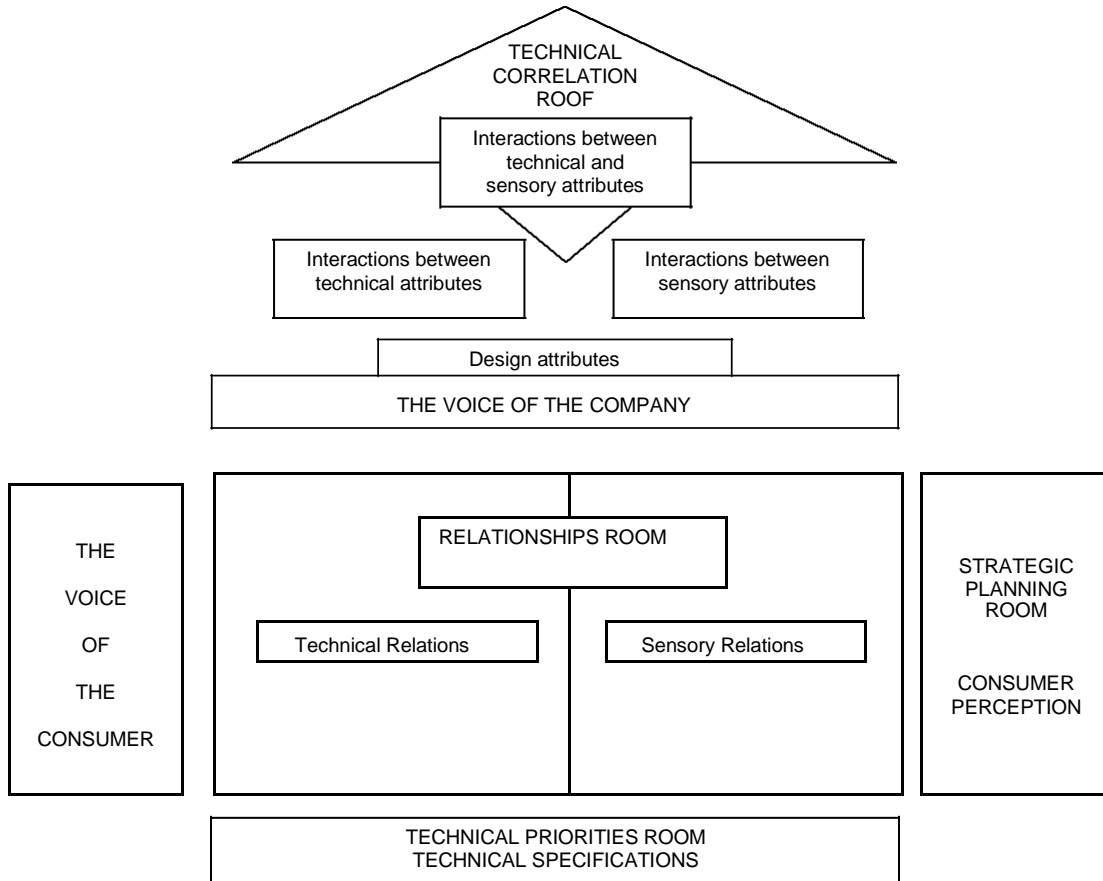 TECHNICAL
CORRELATION
ROOF
Interactions between
technical and
sensory attributes
Interactions between
technical attributes
Interactions between
sensory attributes
Design attributes
THE VOICE OF THE COMPANY
THE
VOICE
OF
THE
CONSUMER
RELATIONSHIPS ROOM
Technical Relations
Sensory Relations
STRATEGIC
PLANNING
ROOM
CONSUMER
PERCEPTION
TECHNICAL PRIORITIES ROOM
TECHNICAL SPECIFICATIONS